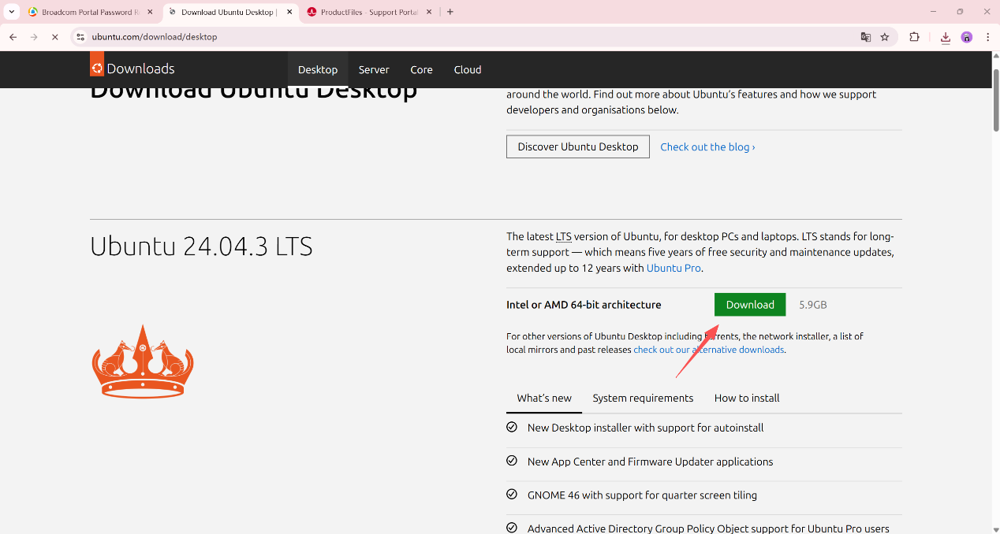 Broadcom Portal Password R
Download Ubuntu Desktop |
ProductFiles - Support Portal
ubuntu.com/download/desktop
Downloads
Desktop
Server
Core
Cloud
Download Ubuntu Desktop
around the world. Find out more about Ubuntu's features and how we support
developers and organisations below.
Discover Ubuntu Desktop
Check out the blog ›
Ubuntu 24.04.3 LTS
The latest LTS version of Ubuntu, for desktop PCs and laptops. LTS stands for long-
term support — which means five years of free security and maintenance updates,
extended up to 12 years with Ubuntu Pro.
Intel or AMD 64-bit architecture
Download
5.9GB
For other versions of Ubuntu Desktop including torrents, the network installer, a list of
local mirrors and past releases check out our alternative downloads.
What's new
System requirements
How to install
New Desktop installer with support for autoinstall
New App Center and Firmware Updater applications
GNOME 46 with support for quarter screen tiling
Advanced Active Directory Group Policy Object support for Ubuntu Pro users